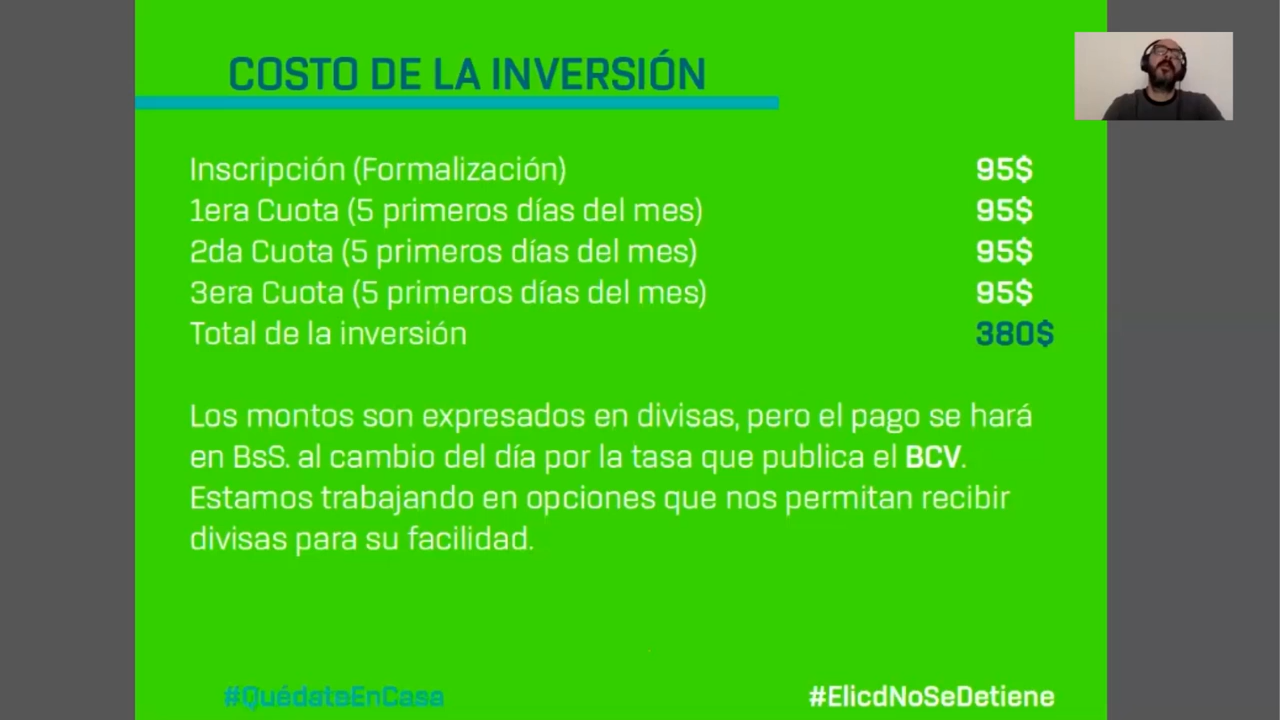 COSTO DE LA INVERSIÓN
Inscripción (Formalización) 95$
1era Cuota (5 primeros días del mes) 95$
2da Cuota (5 primeros días del mes) 95$
3era Cuota (5 primeros días del mes) 95$
Total de la inversión 380$
Los montos son expresados en divisas, pero el pago se hará
en BsS. al cambio del día por la tasa que publica el BCV.
Estamos trabajando en opciones que nos permitan recibir
divisas para su facilidad.
#QuédateEnCasa #ElicdNoSeDetiene